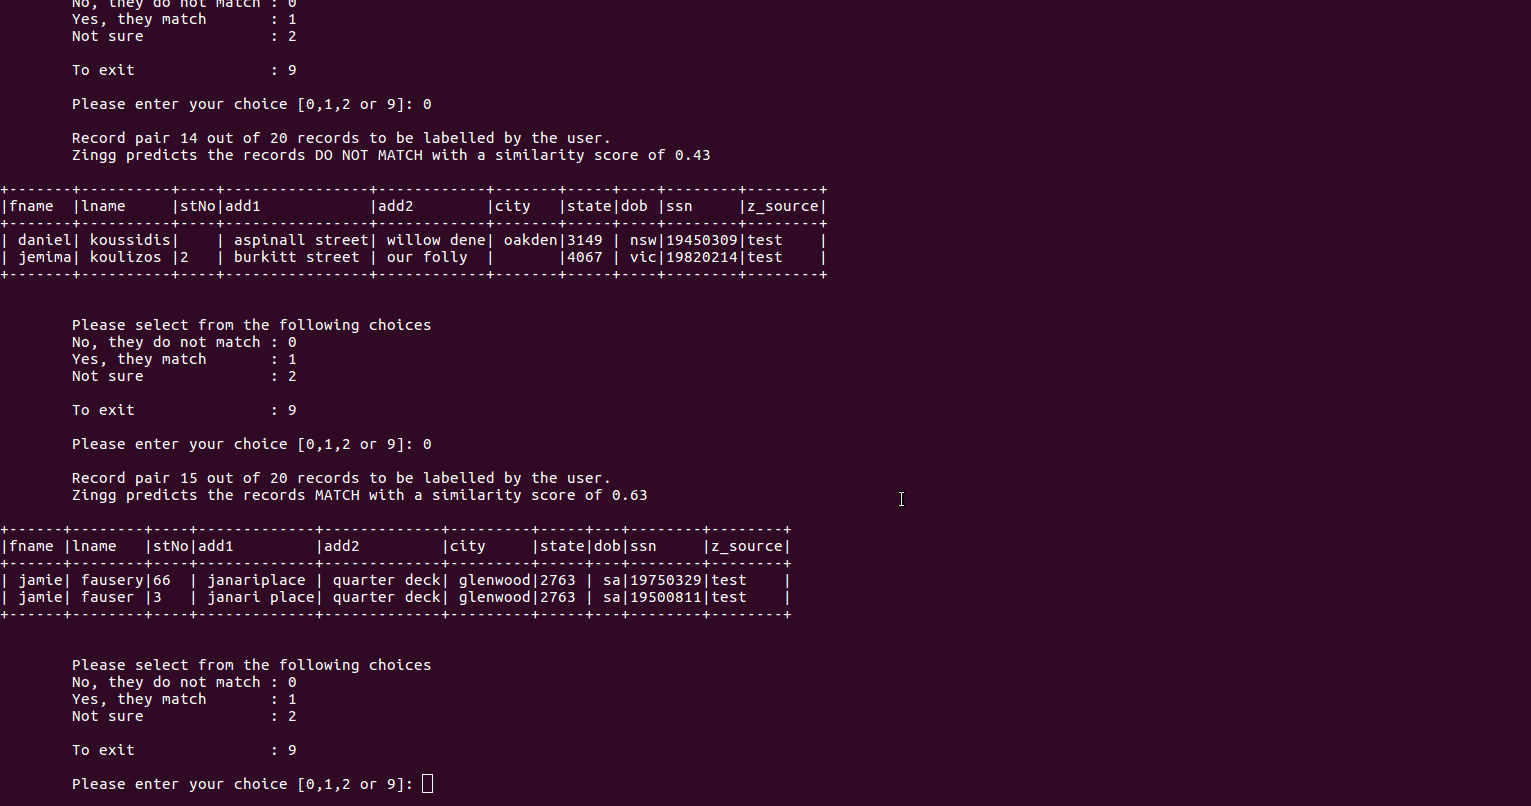 No, they do not match : 0
Yes, they match       : 1
Not sure              : 2
To exit               : 9
Please enter your choice [0,1,2 or 9]: 0
Record pair 14 out of 20 records to be labelled by the user.
Zingg predicts the records DO NOT MATCH with a similarity score of 0.43
+-------+----------+----+----------------+------------+-------+-----+----+--------+--------+
|fname  |lname     |stNo|add1            |add2        |city   |state|dob |ssn     |z_source|
+-------+----------+----+----------------+------------+-------+-----+----+--------+--------+
| daniel| koussidis|    | aspinall street| willow dene| oakden|3149 | nsw|19450309|test    |
| jemima| koulizos |2   | burkitt street | our folly  |       |4067 | vic|19820214|test    |
+-------+----------+----+----------------+------------+-------+-----+----+--------+--------+
Please select from the following choices
No, they do not match : 0
Yes, they match       : 1
Not sure              : 2
To exit               : 9
Please enter your choice [0,1,2 or 9]: 0
Record pair 15 out of 20 records to be labelled by the user.
Zingg predicts the records MATCH with a similarity score of 0.63
+------+--------+----+-------------+-------------+---------+-----+---+--------+--------+
|fname |lname   |stNo|add1         |add2         |city     |state|dob|ssn     |z_source|
+------+--------+----+-------------+-------------+---------+-----+---+--------+--------+
| jamie| fausery|66  | janariplace | quarter deck| glenwood|2763 | sa|19750329|test    |
| jamie| fauser |3   | janari place| quarter deck| glenwood|2763 | sa|19500811|test    |
+------+--------+----+-------------+-------------+---------+-----+---+--------+--------+
Please select from the following choices
No, they do not match : 0
Yes, they match       : 1
Not sure              : 2
To exit               : 9
Please enter your choice [0,1,2 or 9]: